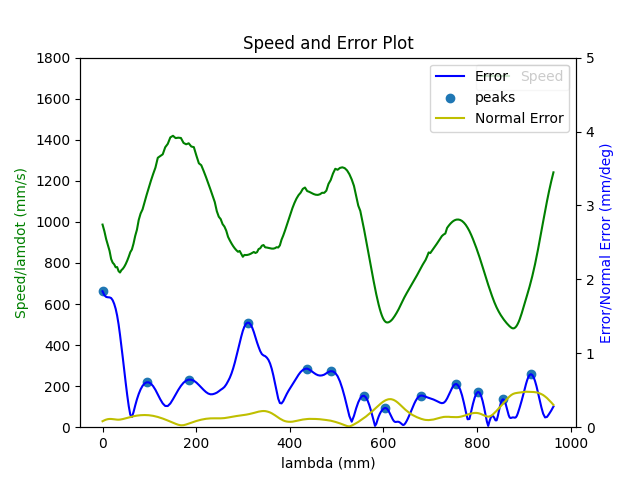 Speed and Error Plot
1800
1600
1400
1200
1000
800
600
400
200
0
Speed/lamdot (mm/s)
5
4
3
2
1
0
Error/Normal Error (mm/deg)
Speed
Error
peaks
Normal Error
0 200 400 600 800 1000
lambda (mm)